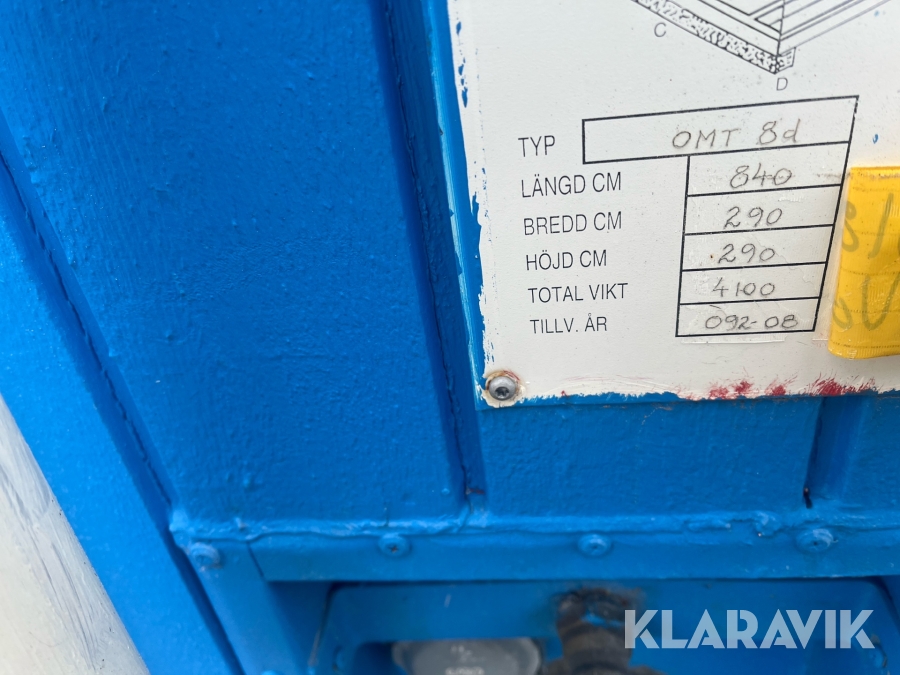 C
D
TYP OMT 8d
LÄNGD CM 840
BREDD CM 290
HÖJD CM 290
TOTAL VIKT 4100
TILLV. ÅR 092-08
KLARAVIK